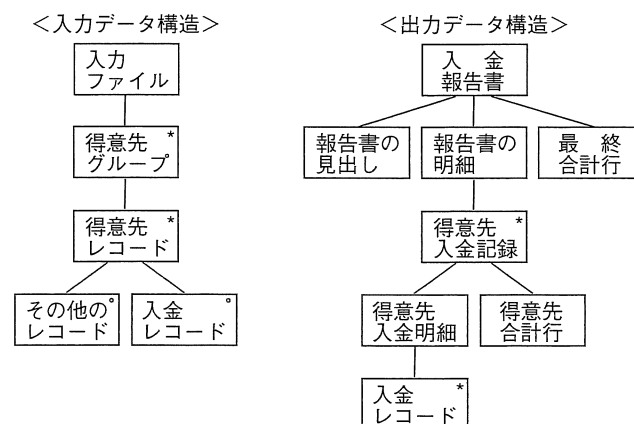 <入力データ構造>
入力
ファイル
得意先*
グループ
得意先*
レコード
その他の°
レコード
入金°
レコード
<出力データ構造>
入 金
報告書
報告書の
見出し
報告書の
明細
最 終
合計行
得意先*
入金記録
得意先
入金明細
得意先
合計行
入金*
レコード